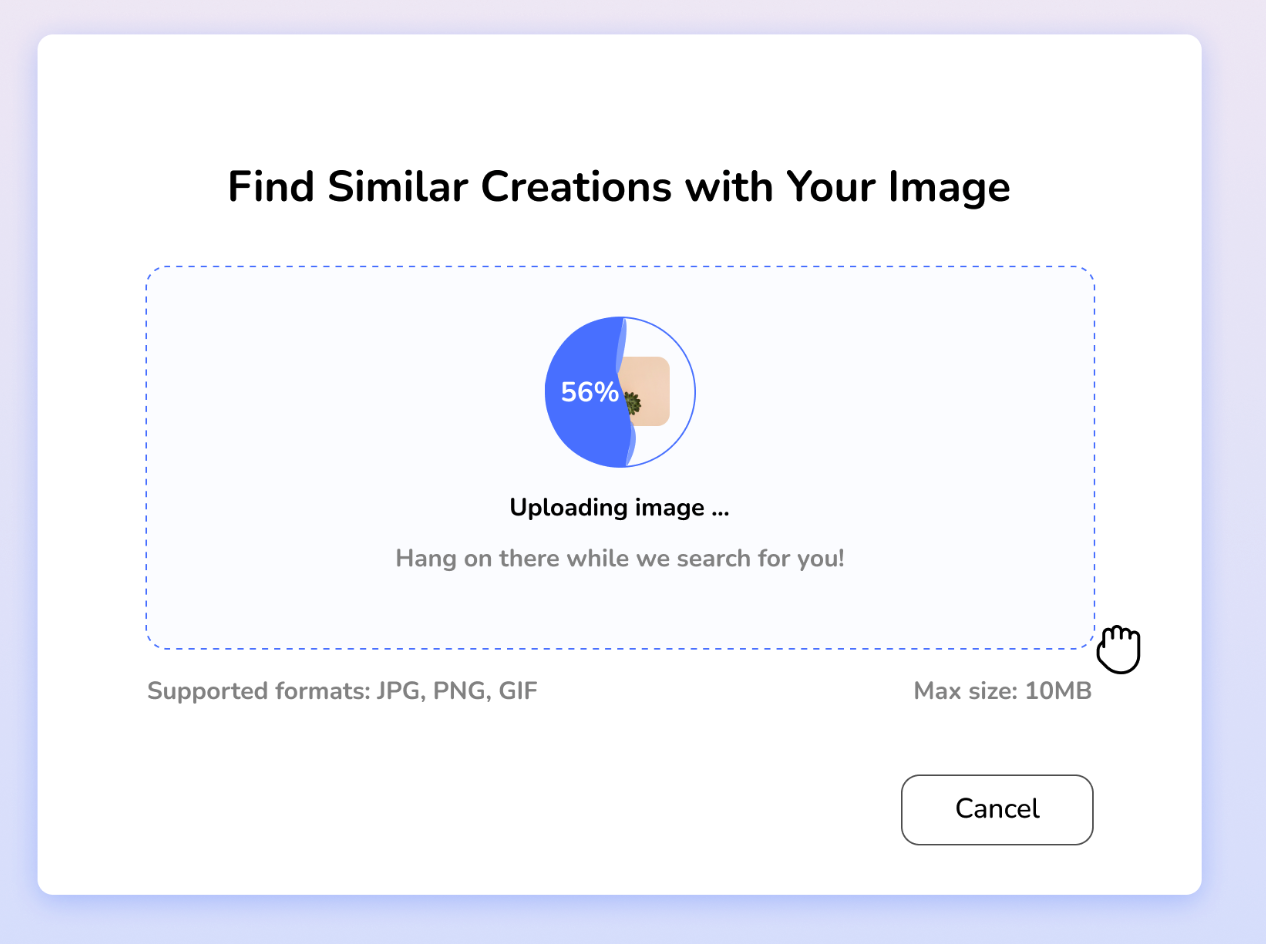 Find Similar Creations with Your Image
56%
Uploading image ...
Hang on there while we search for you!
Supported formats: JPG, PNG, GIF
Max size: 10MB
Cancel